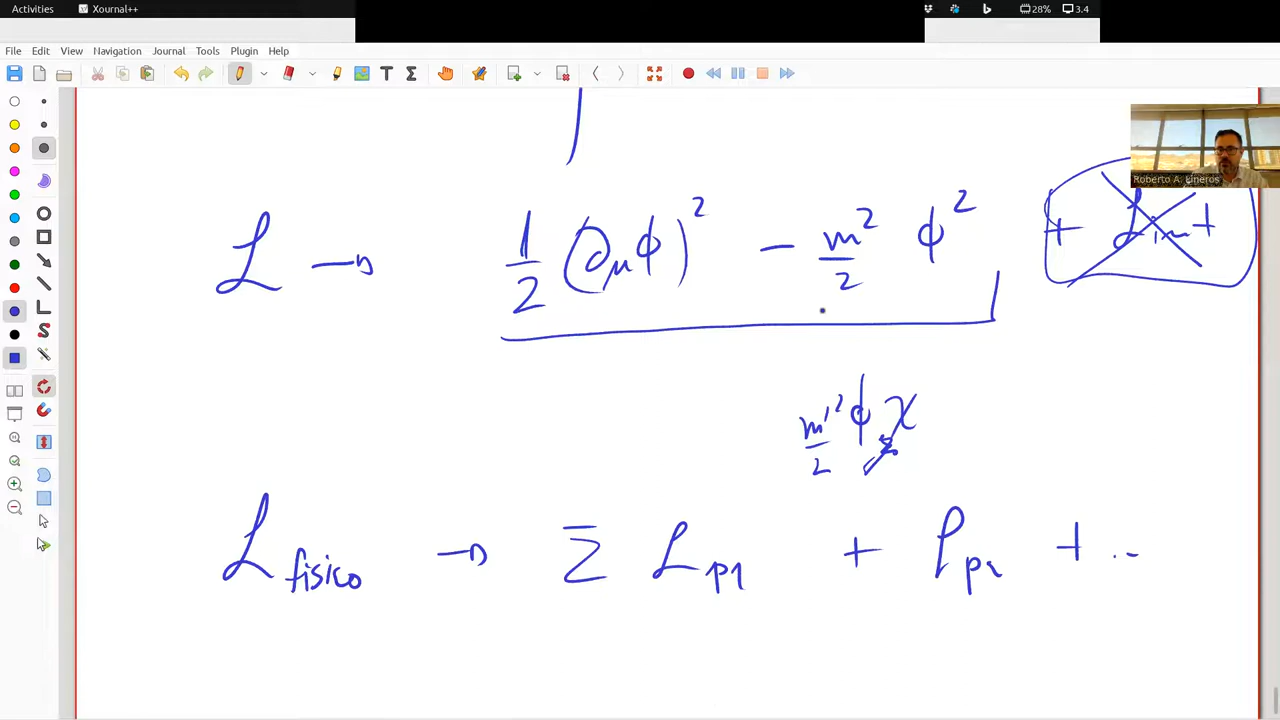 Activities Xournal++ 28% 3.4
File Edit View Navigation Journal Tools Plugin Help
Roberto A. Lineros
ℒ → 1/2 (∂μϕ)² − m²/2 ϕ² + ℒint
m'²/2 ϕ χ
ℒfisico → Σ ℒp1 + ℒp2 + ..